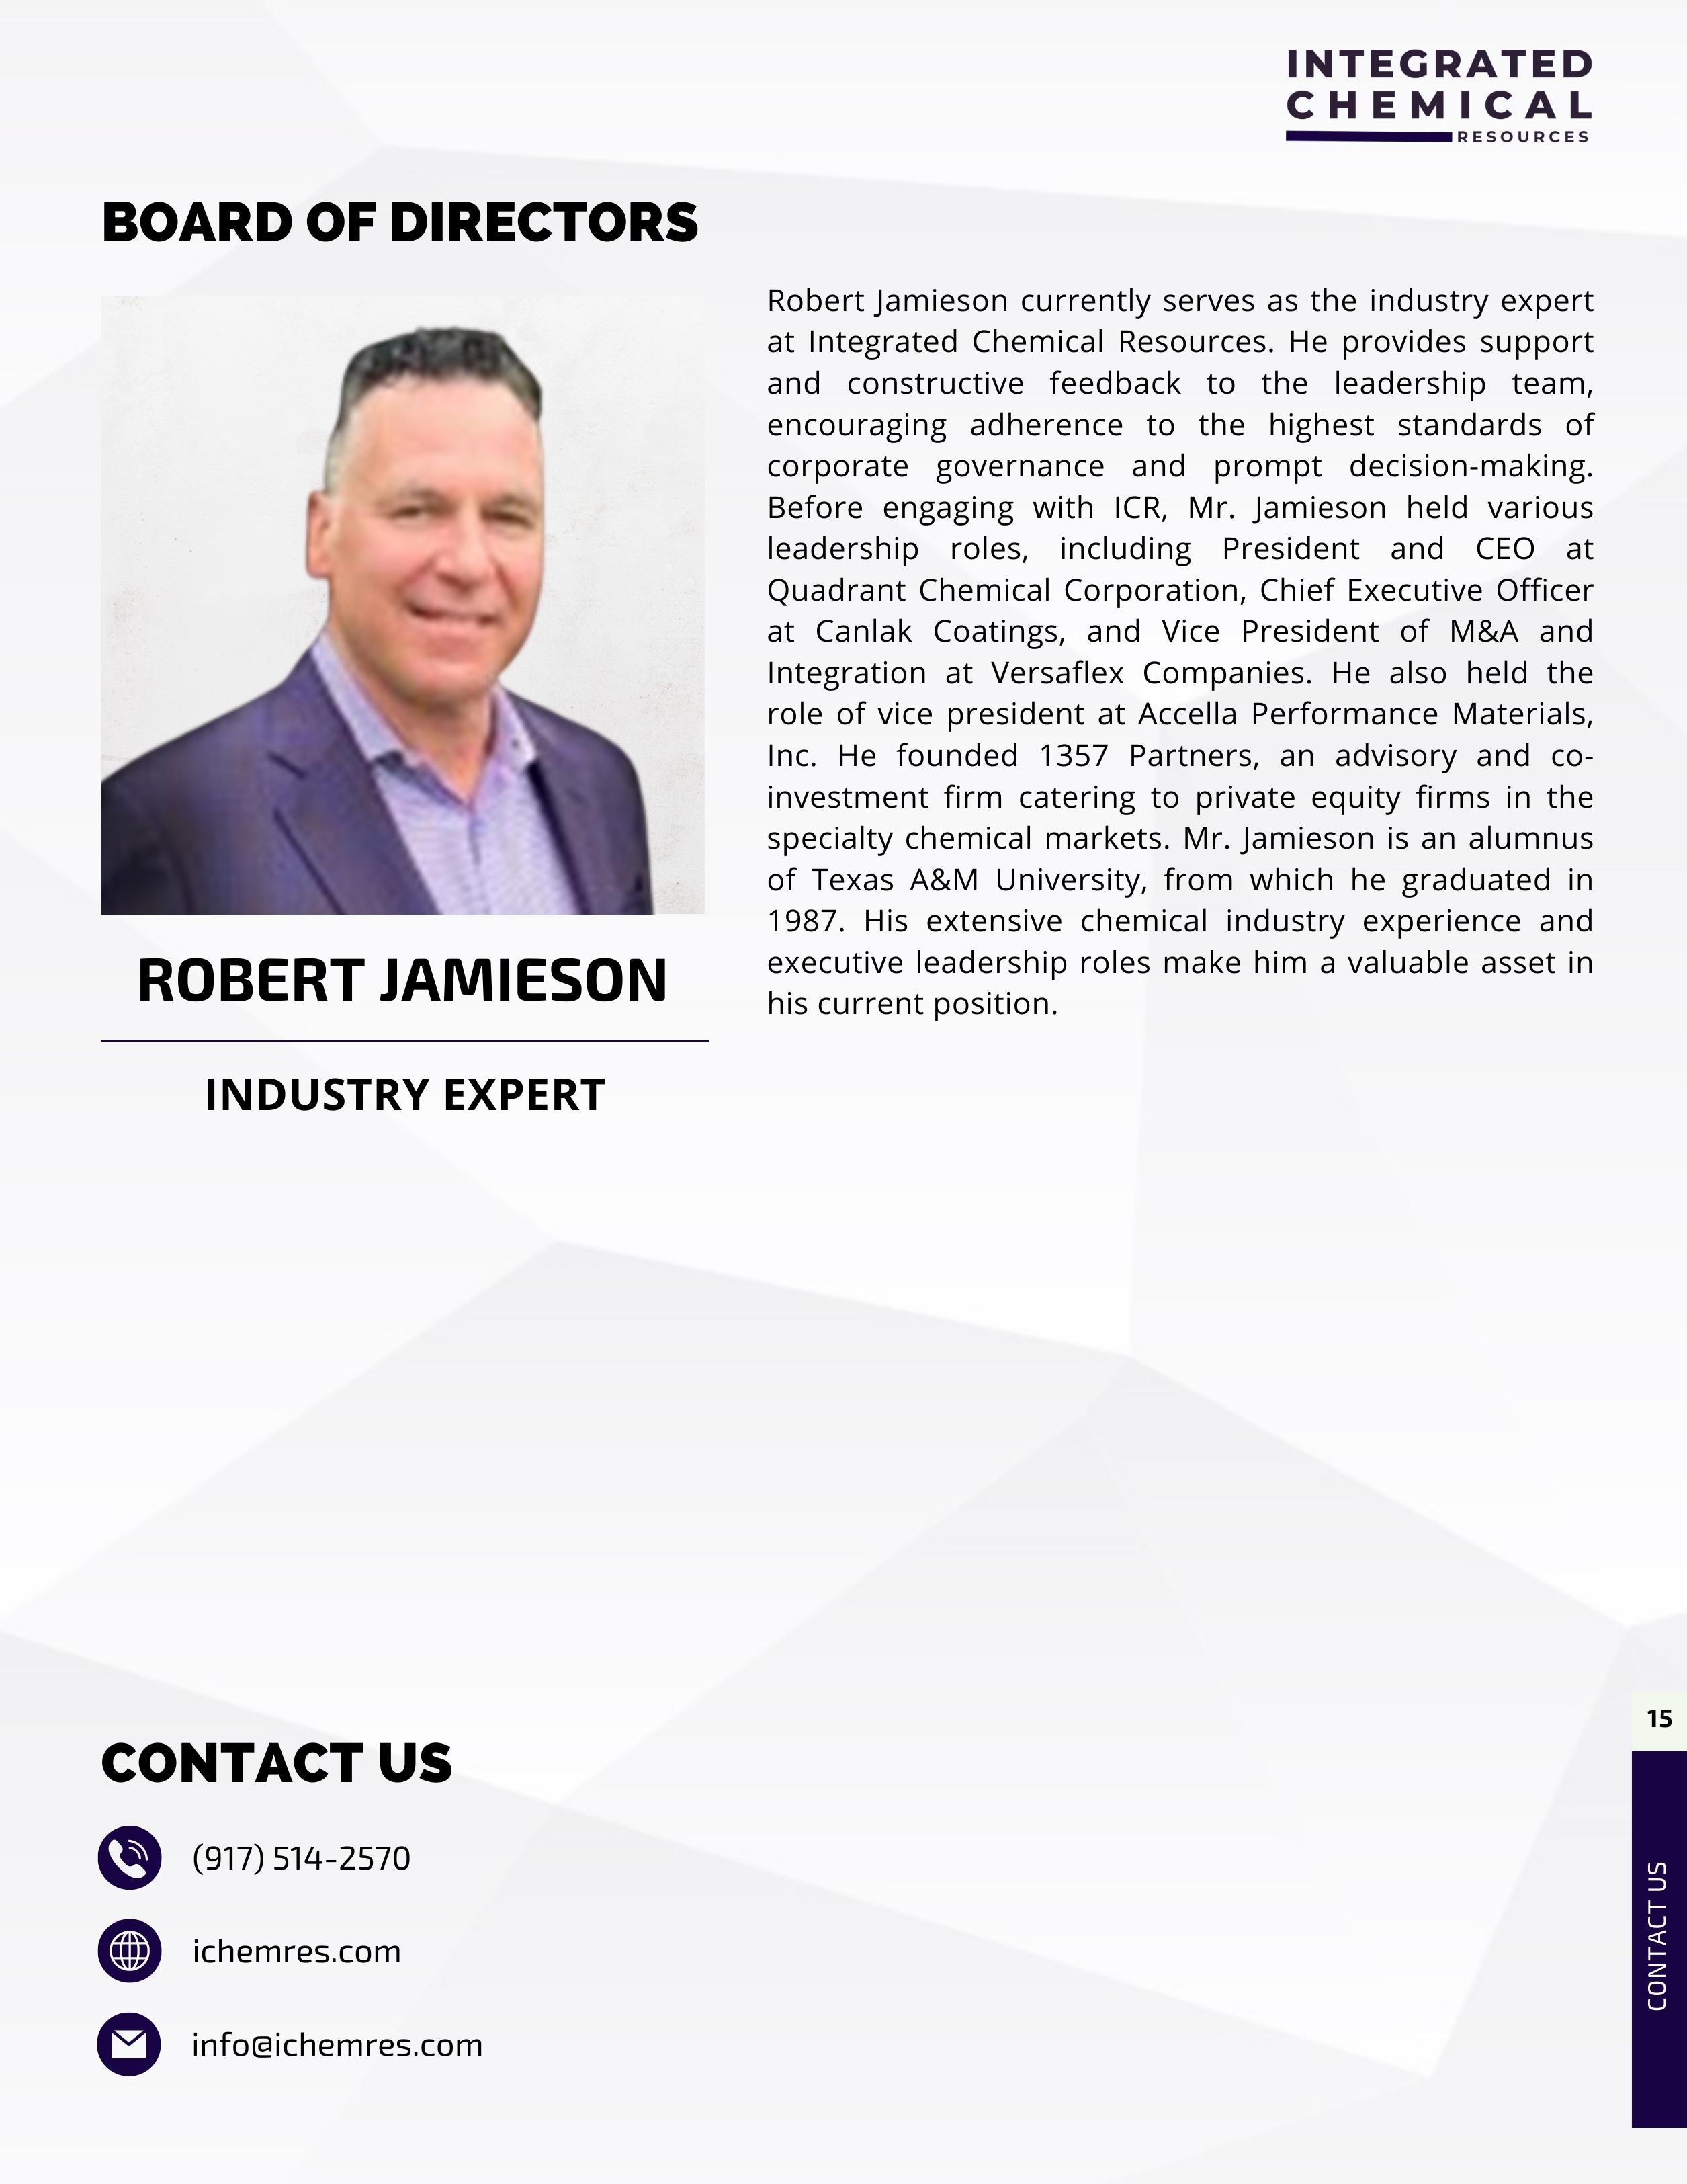 INTEGRATED
CHEMICAL
RESOURCES
BOARD OF DIRECTORS
Robert Jamieson currently serves as the industry expert
at Integrated Chemical Resources. He provides support
and constructive feedback to the leadership team,
encouraging adherence to the highest standards of
corporate governance and prompt decision-making.
Before engaging with ICR, Mr. Jamieson held various
leadership roles, including President and CEO at
Quadrant Chemical Corporation, Chief Executive Officer
at Canlak Coatings, and Vice President of M&A and
Integration at Versaflex Companies. He also held the
role of vice president at Accella Performance Materials,
Inc. He founded 1357 Partners, an advisory and co-
investment firm catering to private equity firms in the
specialty chemical markets. Mr. Jamieson is an alumnus
of Texas A&M University, from which he graduated in
1987. His extensive chemical industry experience and
executive leadership roles make him a valuable asset in
his current position.
ROBERT JAMIESON
INDUSTRY EXPERT
CONTACT US
(917) 514-2570
ichemres.com
info@ichemres.com
15
CONTACT US